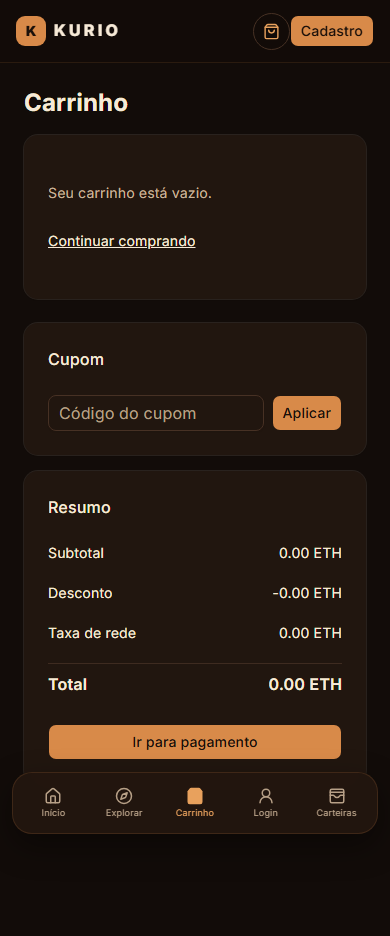 K KURIO
Cadastro
Carrinho
Seu carrinho está vazio.
Continuar comprando
Cupom
Código do cupom
Aplicar
Resumo
Subtotal 0.00 ETH
Desconto -0.00 ETH
Taxa de rede 0.00 ETH
Total 0.00 ETH
Ir para pagamento
Início Explorar Carrinho Login Carteiras